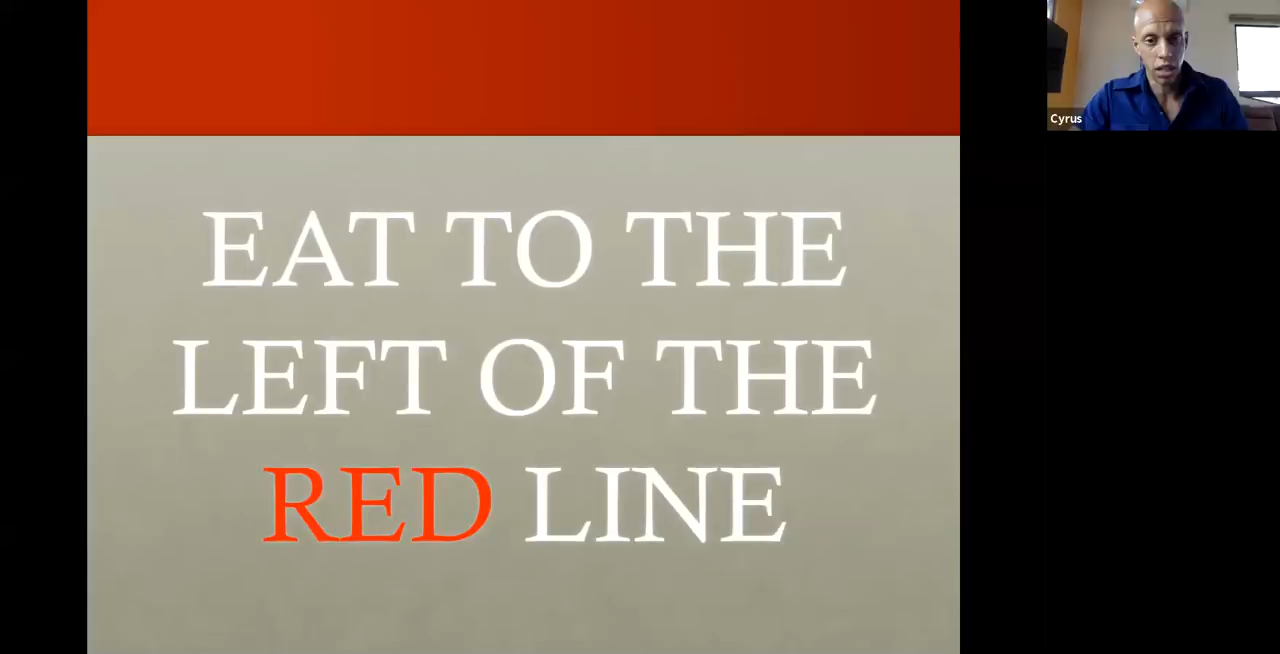 EAT TO THE
LEFT OF THE
RED LINE
Cyrus